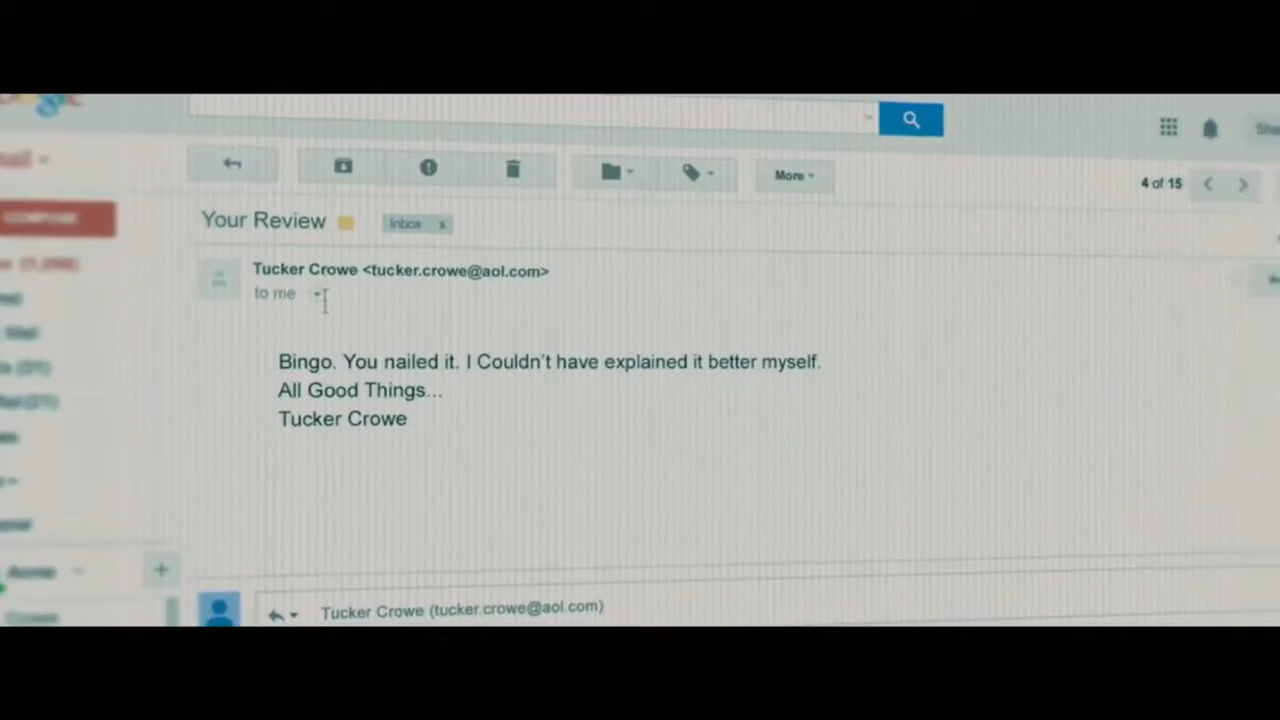 More
4 of 15
Your Review
Inbox x
Tucker Crowe <tucker.crowe@aol.com>
to me
Bingo. You nailed it. I Couldn't have explained it better myself.
All Good Things...
Tucker Crowe
Tucker Crowe (tucker.crowe@aol.com)